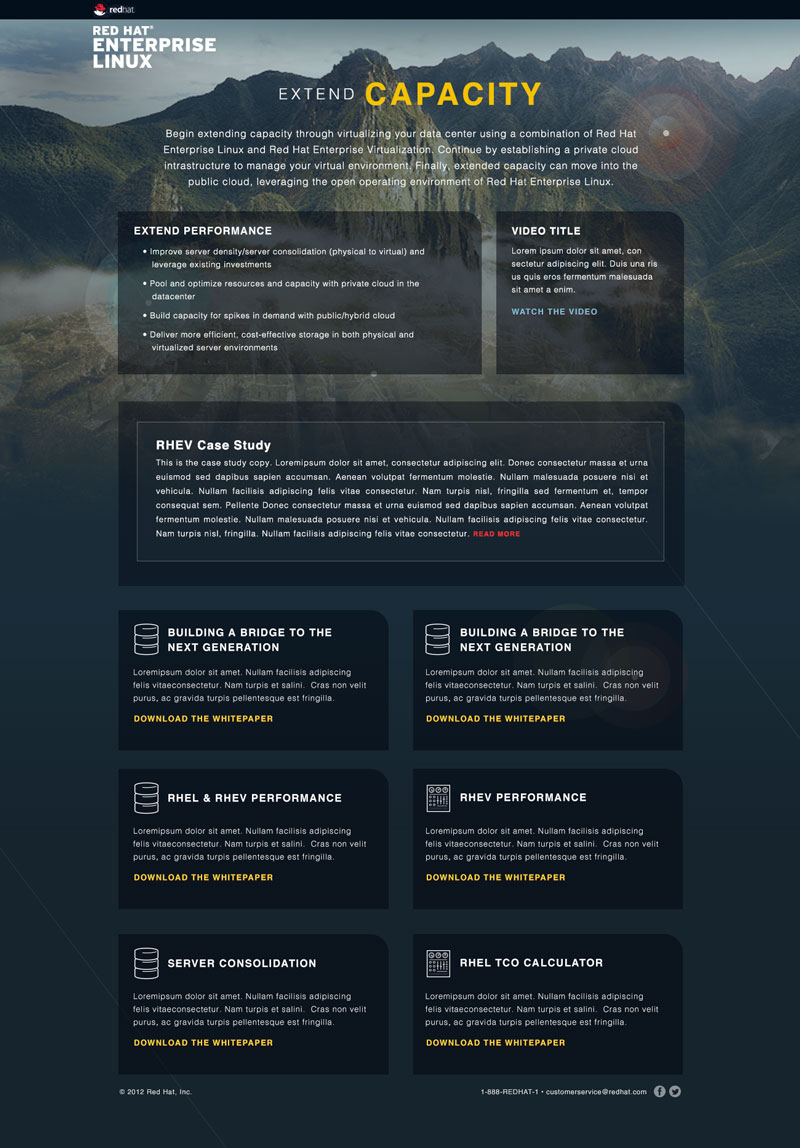 redhat.
RED HAT®
ENTERPRISE
LINUX
EXTEND CAPACITY
Begin extending capacity through virtualizing your data center using a combination of Red Hat
Enterprise Linux and Red Hat Enterprise Virtualization. Continue by establishing a private cloud
intrastructure to manage your virtual environment. Finally, extended capacity can move into the
public cloud, leveraging the open operating environment of Red Hat Enterprise Linux.
EXTEND PERFORMANCE
• Improve server density/server consolidation (physical to virtual) and
leverage existing investments
• Pool and optimize resources and capacity with private cloud in the
datacenter
• Build capacity for spikes in demand with public/hybrid cloud
• Deliver more efficient, cost-effective storage in both physical and
virtualized server environments
VIDEO TITLE
Lorem ipsum dolor sit amet, con
sectetur adipiscing elit. Duis una ris
us quis eros fermentum malesuada
sit amet a enim.
WATCH THE VIDEO
RHEV Case Study
This is the case study copy. Loremipsum dolor sit amet, consectetur adipiscing elit. Donec consectetur massa et urna
euismod sed dapibus sapien accumsan. Aenean volutpat fermentum molestie. Nullam malesuada posuere nisi et
vehicula. Nullam facilisis adipiscing felis vitae consectetur. Nam turpis nisl, fringilla sed fermentum et, tempor
consequat sem. Pellente Donec consectetur massa et urna euismod sed dapibus sapien accumsan. Aenean volutpat
fermentum molestie. Nullam malesuada posuere nisi et vehicula. Nullam facilisis adipiscing felis vitae consectetur.
Nam turpis nisl, fringilla. Nullam facilisis adipiscing felis vitae consectetur. READ MORE
BUILDING A BRIDGE TO THE
NEXT GENERATION
Loremipsum dolor sit amet. Nullam facilisis adipiscing
felis vitaeconsectetur. Nam turpis et salini. Cras non velit
purus, ac gravida turpis pellentesque est fringilla.
DOWNLOAD THE WHITEPAPER
BUILDING A BRIDGE TO THE
NEXT GENERATION
Loremipsum dolor sit amet. Nullam facilisis adipiscing
felis vitaeconsectetur. Nam turpis et salini. Cras non velit
purus, ac gravida turpis pellentesque est fringilla.
DOWNLOAD THE WHITEPAPER
RHEL & RHEV PERFORMANCE
Loremipsum dolor sit amet. Nullam facilisis adipiscing
felis vitaeconsectetur. Nam turpis et salini. Cras non velit
purus, ac gravida turpis pellentesque est fringilla.
DOWNLOAD THE WHITEPAPER
RHEV PERFORMANCE
Loremipsum dolor sit amet. Nullam facilisis adipiscing
felis vitaeconsectetur. Nam turpis et salini. Cras non velit
purus, ac gravida turpis pellentesque est fringilla.
DOWNLOAD THE WHITEPAPER
SERVER CONSOLIDATION
Loremipsum dolor sit amet. Nullam facilisis adipiscing
felis vitaeconsectetur. Nam turpis et salini. Cras non velit
purus, ac gravida turpis pellentesque est fringilla.
DOWNLOAD THE WHITEPAPER
RHEL TCO CALCULATOR
Loremipsum dolor sit amet. Nullam facilisis adipiscing
felis vitaeconsectetur. Nam turpis et salini. Cras non velit
purus, ac gravida turpis pellentesque est fringilla.
DOWNLOAD THE WHITEPAPER
© 2012 Red Hat, Inc.
1-888-REDHAT-1 • customerservice@redhat.com